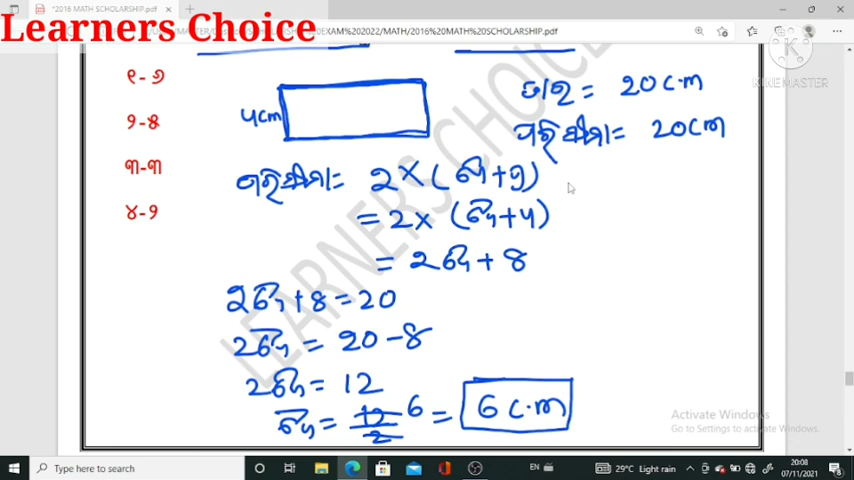 *2016 MATH SCHOLARSHIP.pdf
Learners Choice
EXAM%202022/MATH/2016%20MATH%20SCHOLARSHIP.pdf
୧-୬
୨-୪
୩-୩
୪-୨
4cm
= 20 C.m
ପରିସୀମା = 20cm
ପରିସୀମା = 2 × (ଦୈ + ପ୍ର)
= 2 × (ଦୈ + 4)
= 2ଦୈ + 8
2ଦୈ + 8 = 20
2ଦୈ = 20 - 8
2ଦୈ = 12
ଦୈ = 12/2 6 = 6 C.m
LEARNERS CHOICE
K
KINEMASTER
Activate Windows
Go to Settings to activate Windows.
Type here to search
29°C Light rain
ENG
20:08
07/11/2021